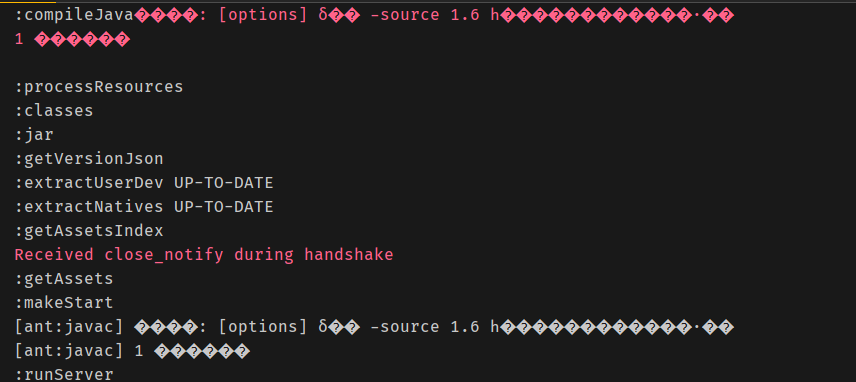 :compileJava����: [options] δ�� -source 1.6 һ������������·��
1 ������
:processResources
:classes
:jar
:getVersionJson
:extractUserDev UP-TO-DATE
:extractNatives UP-TO-DATE
:getAssetsIndex
Received close_notify during handshake
:getAssets
:makeStart
[ant:javac] ����: [options] δ�� -source 1.6 һ������������·��
[ant:javac] 1 ������
:runServer